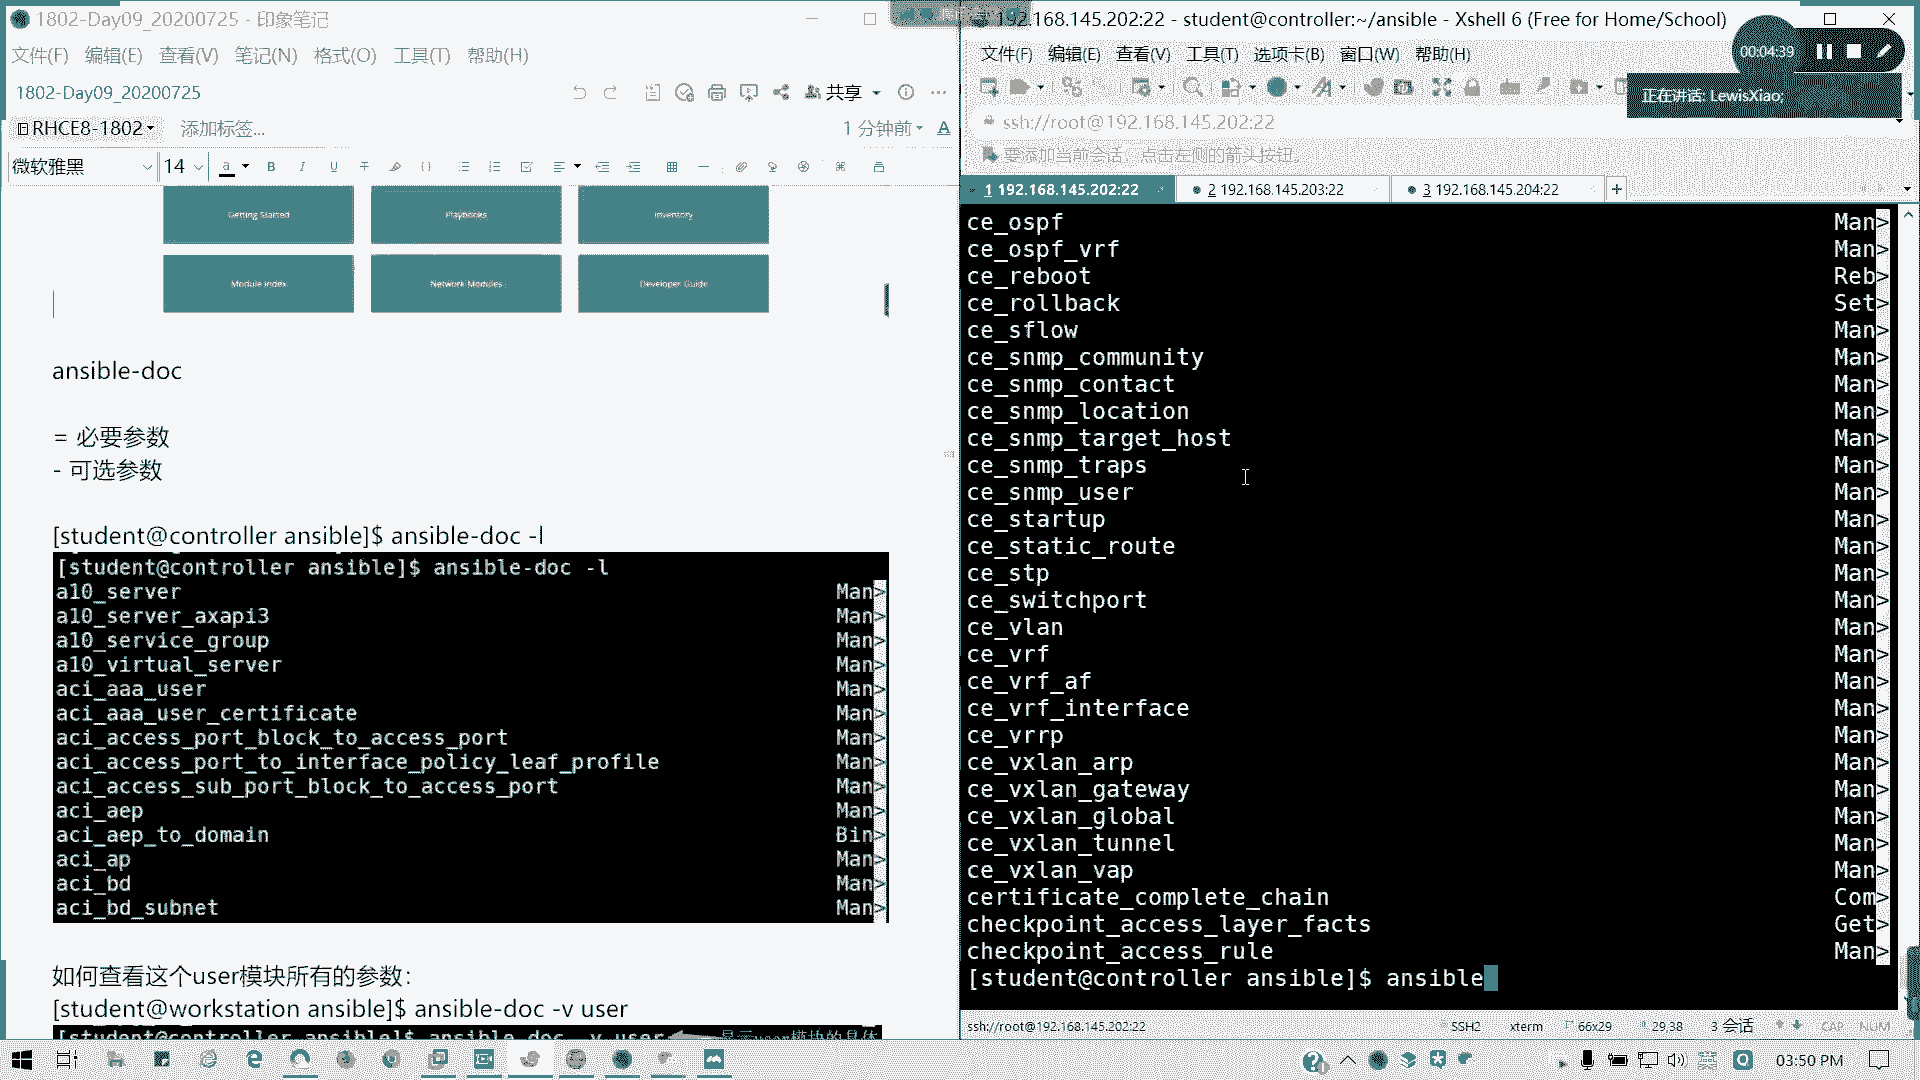 1802-Day09_20200725 - 印象笔记
文件(F) 编辑(E) 查看(V) 笔记(N) 格式(O) 工具(T) 帮助(H)
1802-Day09_20200725
共享
RHCE8-1802
添加标签...
1 分钟前
微软雅黑
14
Getting Started
Playbooks
Inventory
Module Index
Network Modules
Developer Guide
ansible-doc
= 必要参数
- 可选参数
[student@controller ansible]$ ansible-doc -l
[student@controller ansible]$ ansible-doc -l
a10_server Man>
a10_server_axapi3 Man>
a10_service_group Man>
a10_virtual_server Man>
aci_aaa_user Man>
aci_aaa_user_certificate Man>
aci_access_port_block_to_access_port Man>
aci_access_port_to_interface_policy_leaf_profile Man>
aci_access_sub_port_block_to_access_port Man>
aci_aep Man>
aci_aep_to_domain Bin>
aci_ap Man>
aci_bd Man>
aci_bd_subnet Man>
如何查看这个user模块所有的参数:
[student@workstation ansible]$ ansible-doc -v user
[student@controller ansible]$ ansible-doc -v user
192.168.145.202:22 - student@controller:~/ansible - Xshell 6 (Free for Home/School)
文件(F) 编辑(E) 查看(V) 工具(T) 选项卡(B) 窗口(W) 帮助(H)
00:04:39
正在讲话: LewisXiao;
ssh://root@192.168.145.202:22
要添加当前会话，点击左侧的箭头按钮。
1 192.168.145.202:22
2 192.168.145.203:22
3 192.168.145.204:22
ce_ospf Man>
ce_ospf_vrf Man>
ce_reboot Reb>
ce_rollback Set>
ce_sflow Man>
ce_snmp_community Man>
ce_snmp_contact Man>
ce_snmp_location Man>
ce_snmp_target_host Man>
ce_snmp_traps Man>
ce_snmp_user Man>
ce_startup Man>
ce_static_route Man>
ce_stp Man>
ce_switchport Man>
ce_vlan Man>
ce_vrf Man>
ce_vrf_af Man>
ce_vrf_interface Man>
ce_vrrp Man>
ce_vxlan_arp Man>
ce_vxlan_gateway Man>
ce_vxlan_global Man>
ce_vxlan_tunnel Man>
ce_vxlan_vap Man>
certificate_complete_chain Com>
checkpoint_access_layer_facts Get>
checkpoint_access_rule Man>
[student@controller ansible]$ ansible
ssh://root@192.168.145.202:22
SSH2 xterm 66x29 29,38 3 会话 CAP NUM
英 03:50 PM